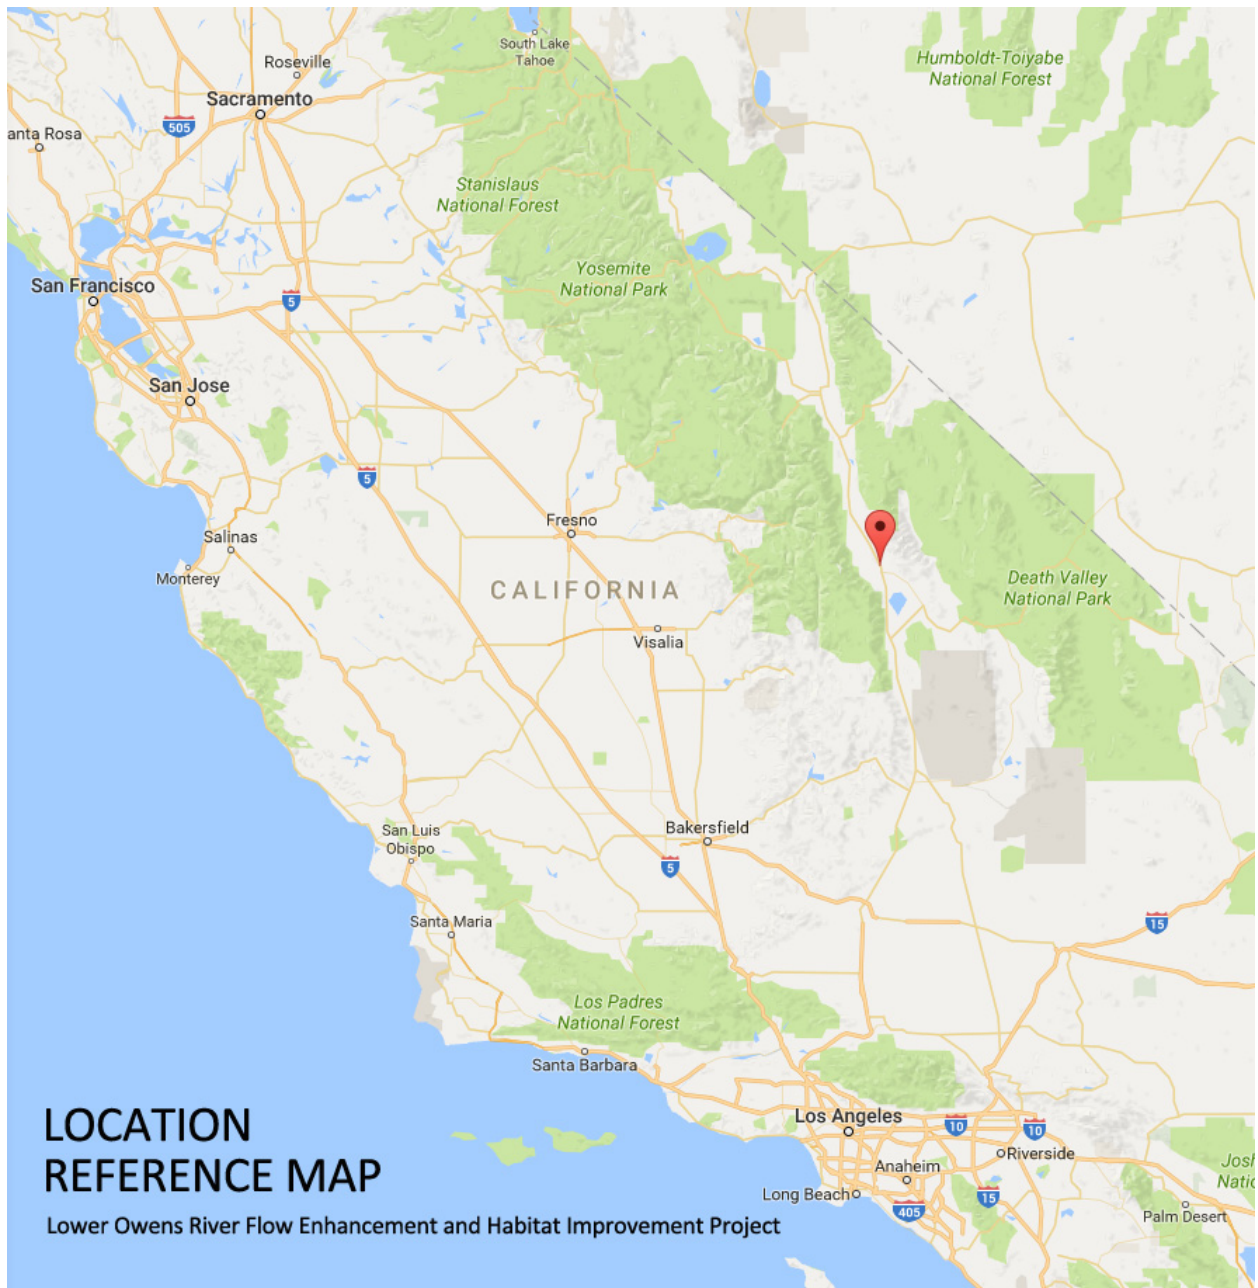 South Lake
Tahoe
Humboldt-Toiyabe
National Forest
Roseville
Sacramento
505
anta Rosa
Stanislaus
National Forest
Yosemite
National Park
San Francisco
5
San Jose
5
Fresno
Salinas
Monterey
CALIFORNIA
Death Valley
National Park
Visalia
San Luis
Obispo
Bakersfield
5
Santa Maria
15
Los Padres
National Forest
Santa Barbara
Los Angeles
10
10
Riverside
Anaheim
Long Beach
15
405
Josh
Natio
Palm Desert
LOCATION
REFERENCE MAP
Lower Owens River Flow Enhancement and Habitat Improvement Project